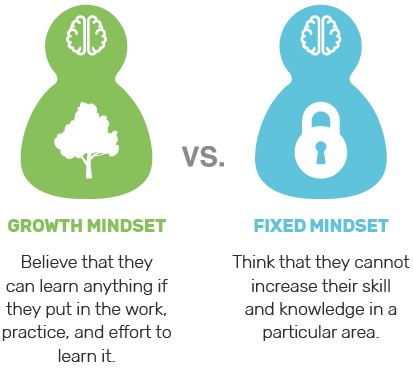 VS.
GROWTH MINDSET
Believe that they
can learn anything if
they put in the work,
practice, and effort to
learn it.
FIXED MINDSET
Think that they cannot
increase their skill
and knowledge in a
particular area.